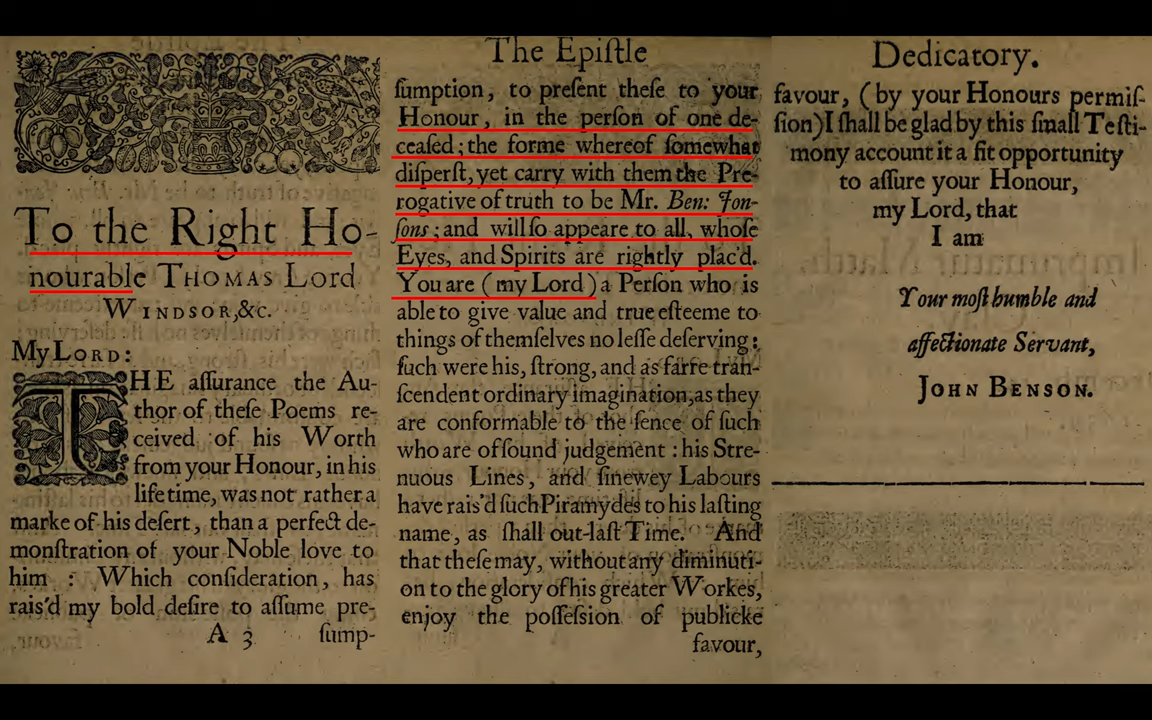 To the Right Ho-
nourable THOMAS Lord
WINDSOR,&c.
My LORD:
THE aſſurance the Au-
thor of theſe Poems re-
ceived of his Worth
from your Honour, in his
life time, was not rather a
marke of his deſert, than a perfect de-
monſtration of your Noble love to
him : Which conſideration, has
rais'd my bold deſire to aſſume pre-
A 3 ſump-
The Epiſtle
ſumption, to preſent theſe to your
Honour, in the perſon of one de-
ceaſed; the forme whereof ſomewhat
diſperſt, yet carry with them the Pre-
rogative of truth to be Mr. Ben: Jon-
ſons; and will ſo appeare to all, whoſe
Eyes, and Spirits are rightly plac'd.
You are (my Lord) a Perſon who is
able to give value and true eſteeme to
things of themſelves no leſſe deſerving:
ſuch were his, ſtrong, and as farre tran-
ſcendent ordinary imagination, as they
are conformable to the ſence of ſuch
who are of ſound judgement : his Stre-
nuous Lines, and ſinewey Labours
have rais'd ſuch Piramydes to his laſting
name, as ſhall out-laſt Time. And
that theſe may, without any diminuti-
on to the glory of his greater Workes,
enjoy the poſſeſsion of publicke
favour,
Dedicatory.
favour, (by your Honours permiſ-
ſion) I ſhall be glad by this ſmall Teſti-
mony account it a fit opportunity
to aſſure your Honour,
my Lord, that
I am
Your moſt humble and
affectionate Servant,
JOHN BENSON.